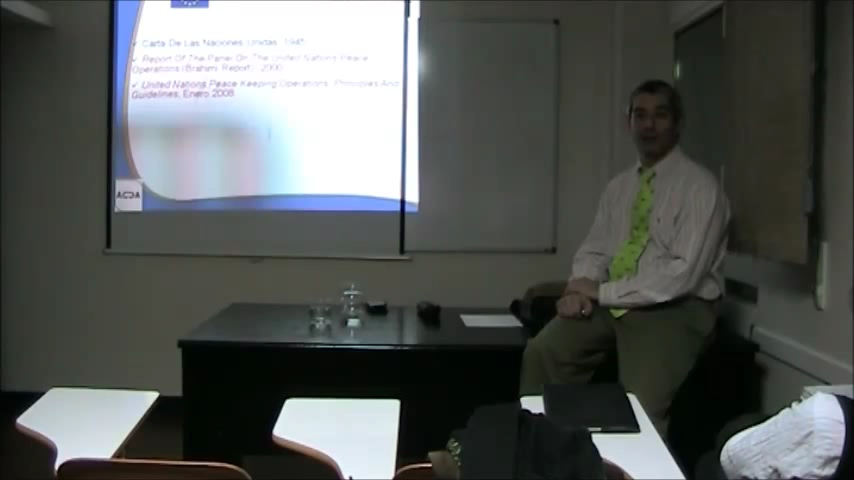 ✓ Carta De Las Naciones Unidas, 1945.
✓ Report Of The Panel On The United Nations Peace
Operations (Brahimi Report), 2000.
✓ United Nations Peace Keeping Operations: Principles And
Guidelines, Enero 2008.